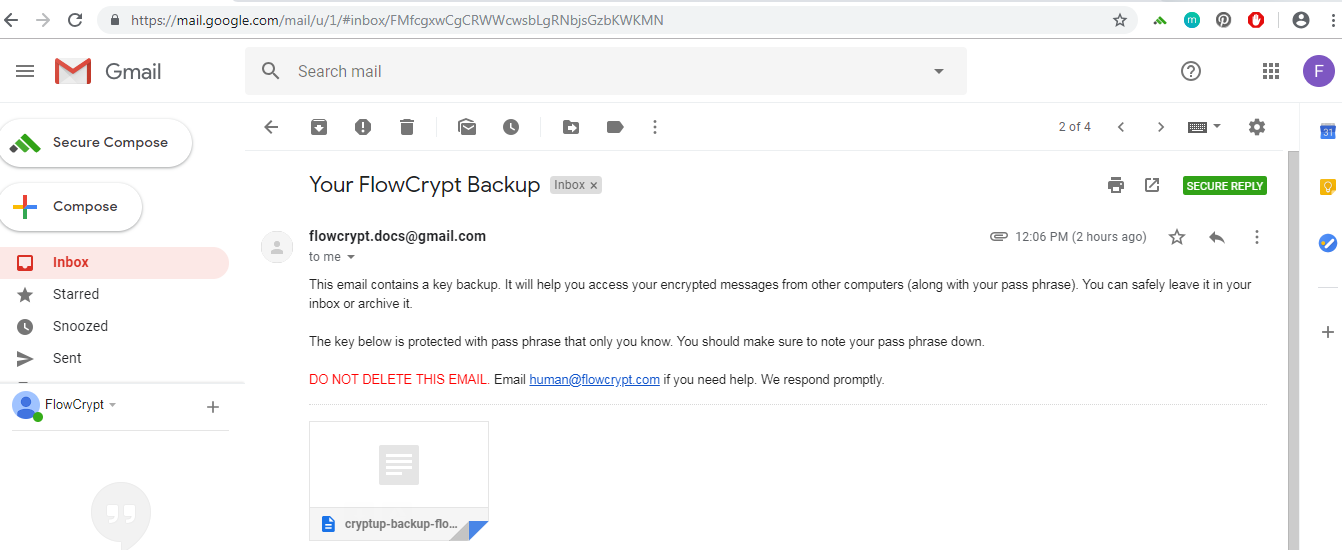 https://mail.google.com/mail/u/1/#inbox/FMfcgxwCgCRWWcwsbLgRNbjsGzbKWKMN
m
Gmail
Search mail
F
Secure Compose
Compose
Inbox
Starred
Snoozed
Sent
FlowCrypt
2 of 4
31
Your FlowCrypt Backup
Inbox x
SECURE REPLY
flowcrypt.docs@gmail.com
12:06 PM (2 hours ago)
to me
This email contains a key backup. It will help you access your encrypted messages from other computers (along with your pass phrase). You can safely leave it in your
inbox or archive it.
The key below is protected with pass phrase that only you know. You should make sure to note your pass phrase down.
DO NOT DELETE THIS EMAIL. Email human@flowcrypt.com if you need help. We respond promptly.
cryptup-backup-flo...